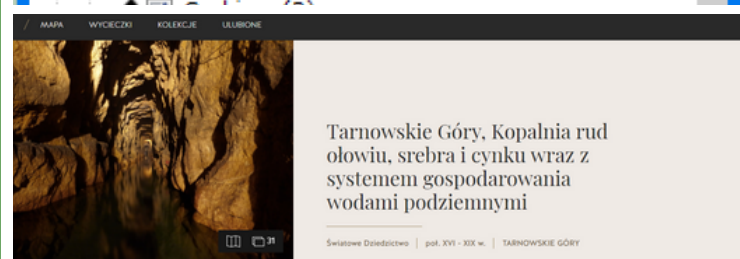 / MAPA WYCIECZKI KOLEKCJE ULUBIONE
Tarnowskie Góry, Kopalnia rud
ołowiu, srebra i cynku wraz z
systemem gospodarowania
wodami podziemnymi
31
Światowe Dziedzictwo | poł. XVI - XIX w. | TARNOWSKIE GÓRY